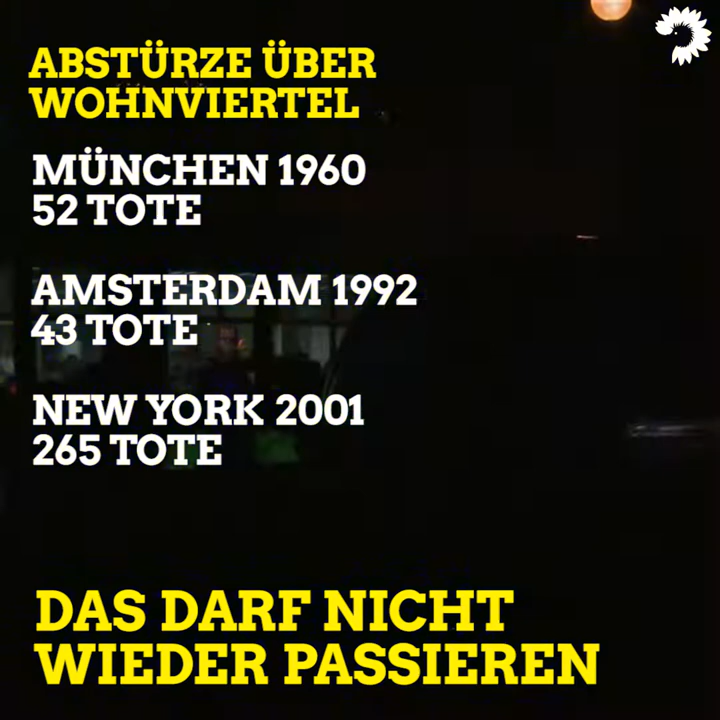 ABSTÜRZE ÜBER
WOHNVIERTEL
MÜNCHEN 1960
52 TOTE
AMSTERDAM 1992
43 TOTE
NEW YORK 2001
265 TOTE
DAS DARF NICHT
WIEDER PASSIEREN